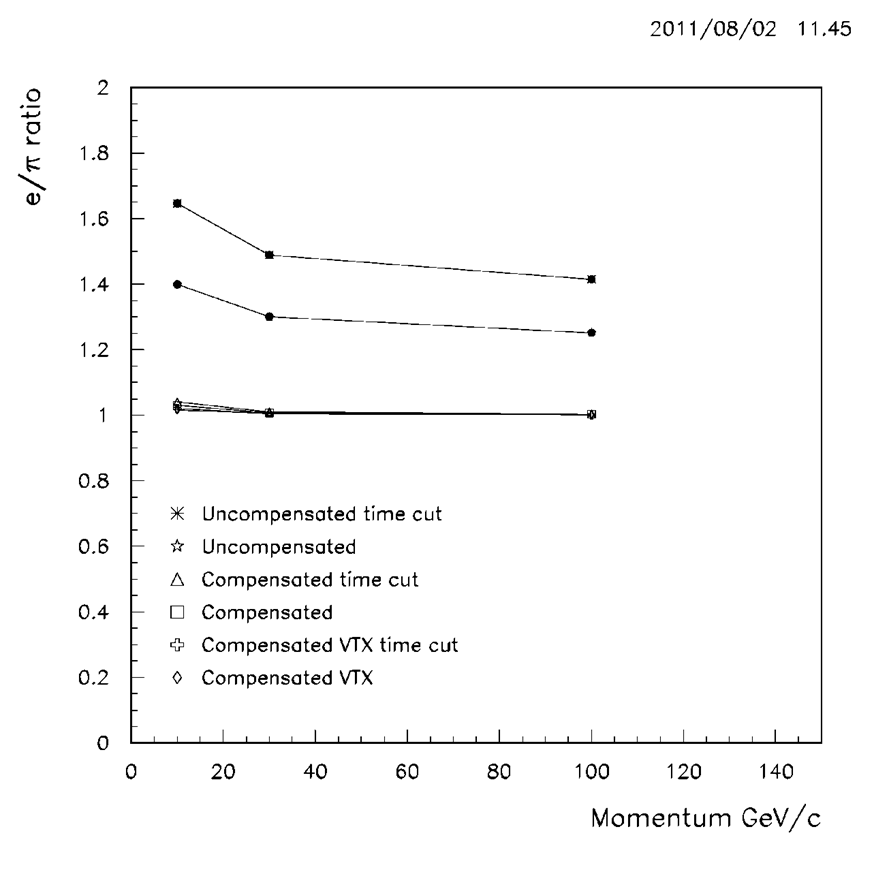 2011/08/02 11.45
e/π ratio
2
1.8
1.6
1.4
1.2
1
0.8
0.6
0.4
0.2
0
Uncompensated time cut
Uncompensated
Compensated time cut
Compensated
Compensated VTX time cut
Compensated VTX
0 20 40 60 80 100 120 140
Momentum GeV/c